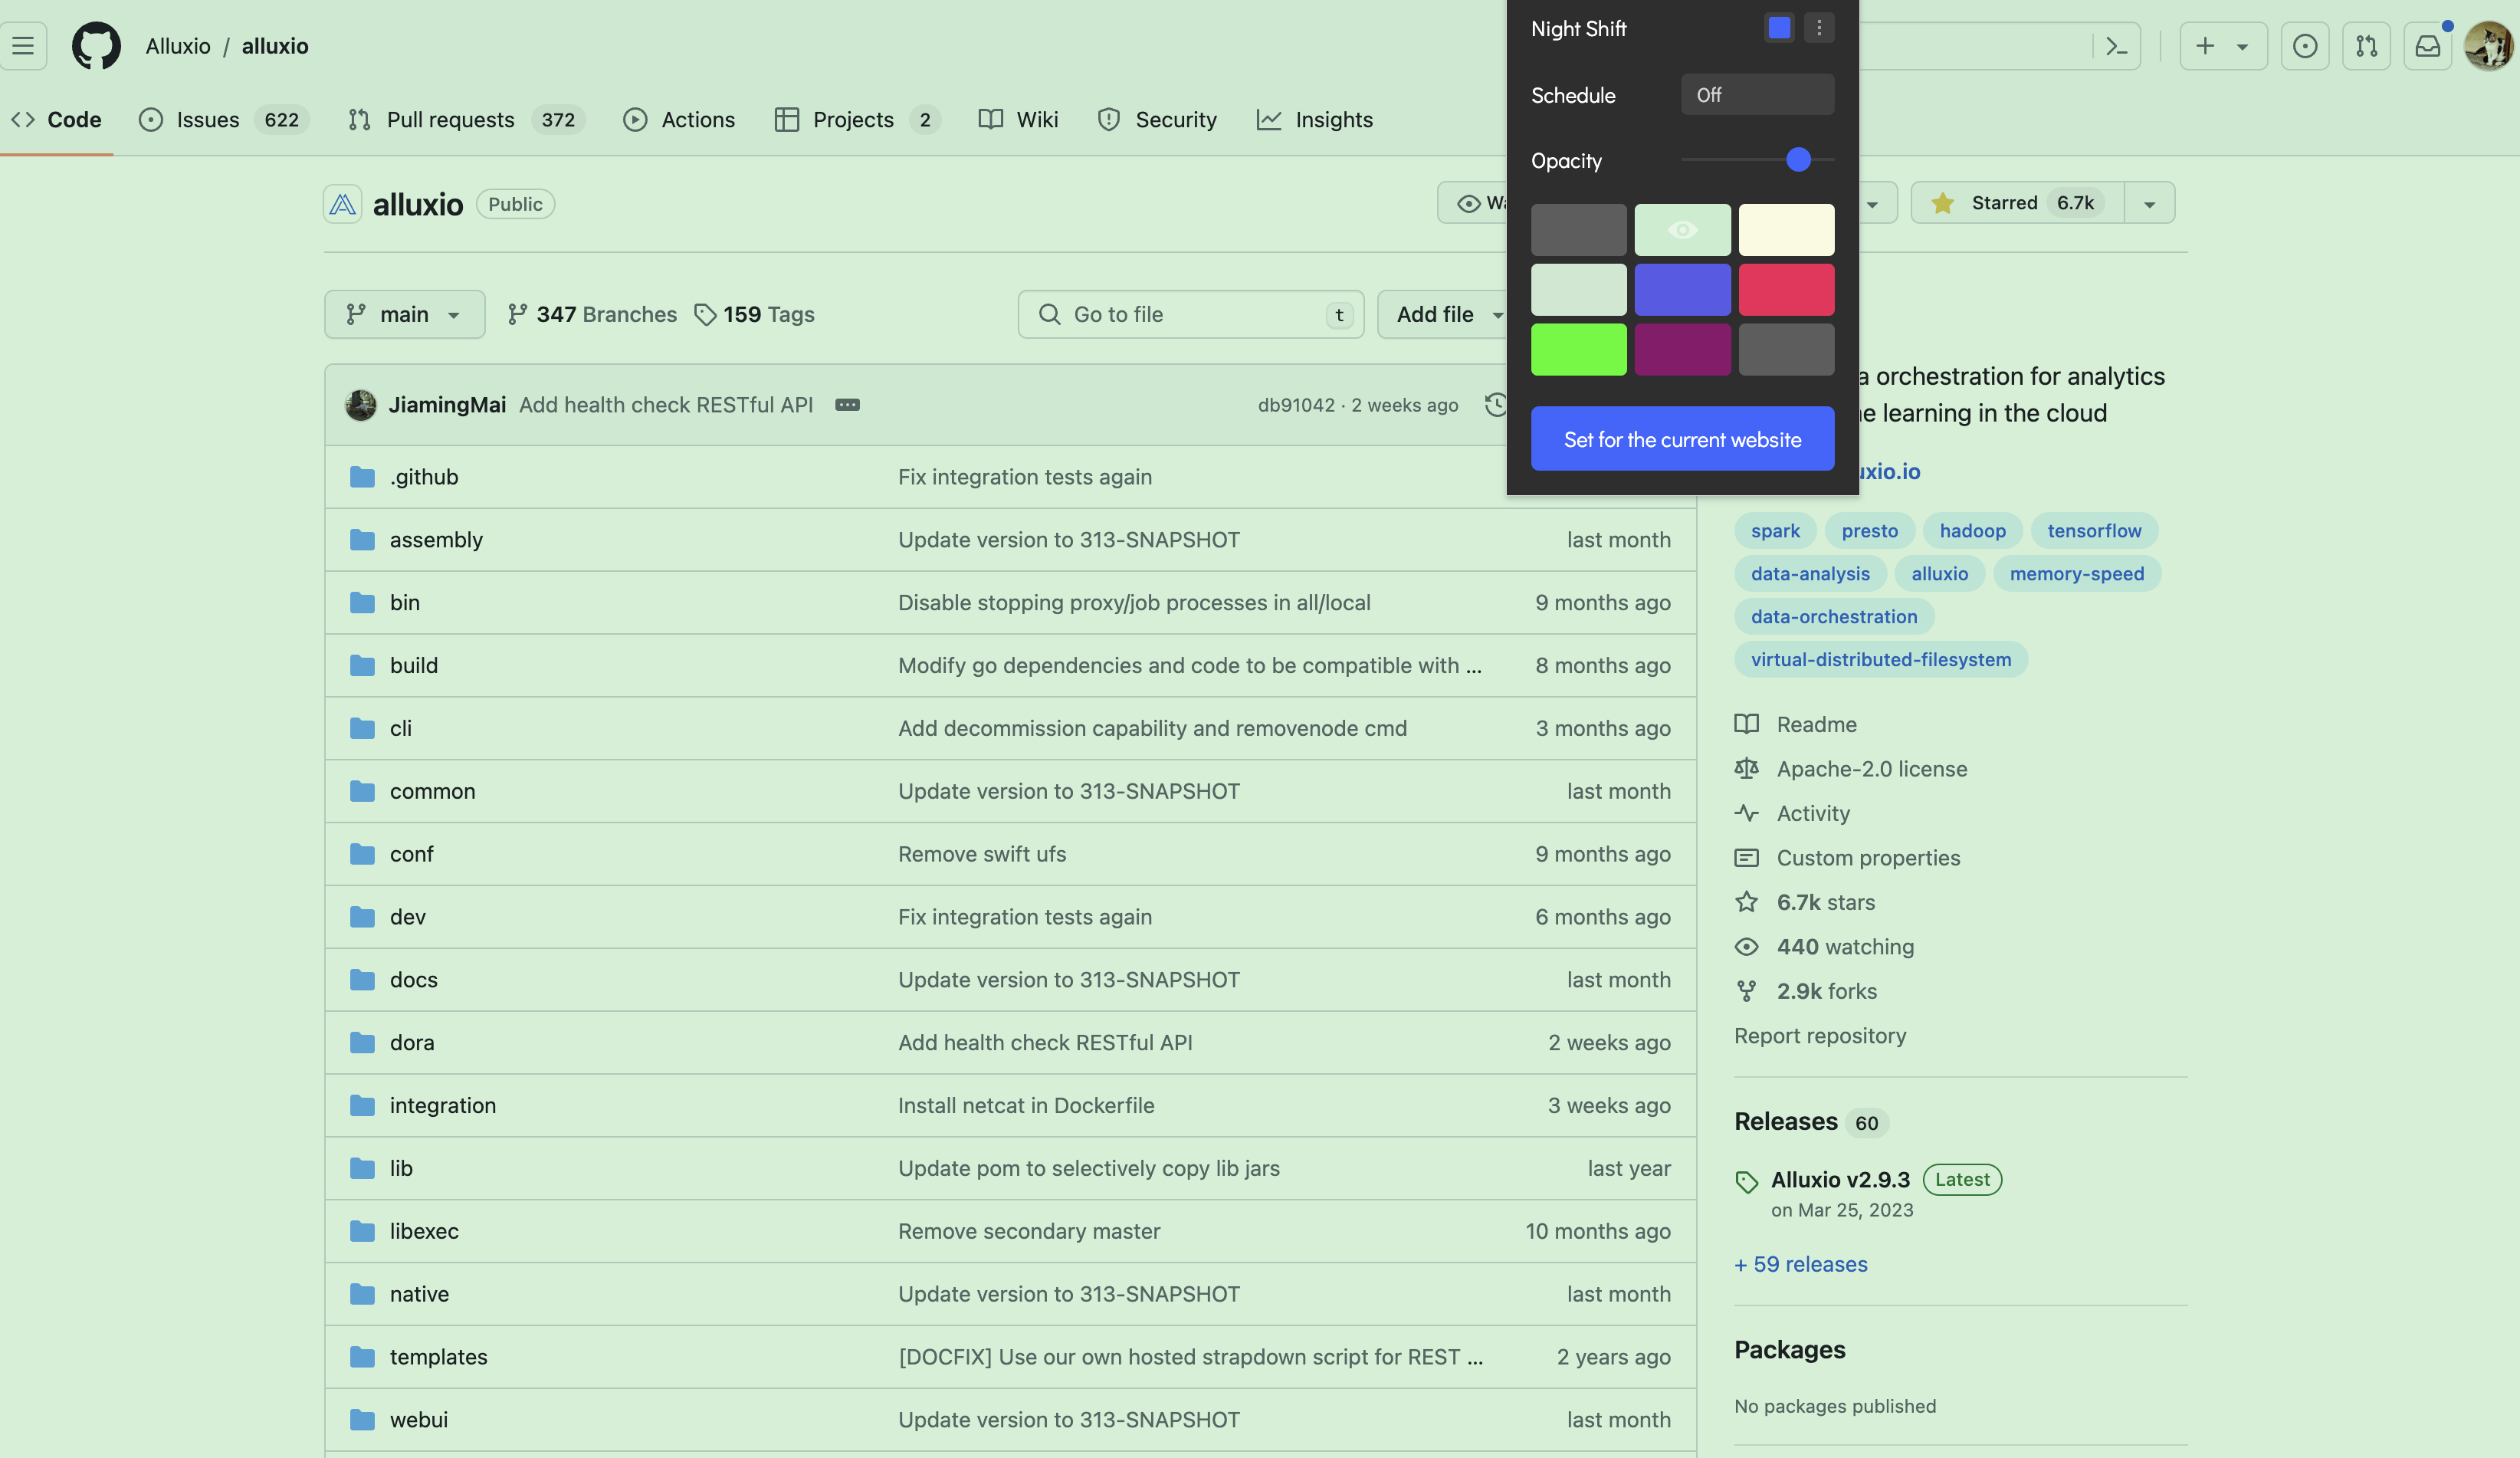 Alluxio / alluxio
Night Shift
Code
Issues 622
Pull requests 372
Actions
Projects 2
Wiki
Security
Insights
Schedule Off
Opacity
alluxio Public
Starred 6.7k
main
347 Branches
159 Tags
Go to file t
Add file
Set for the current website
a orchestration for analytics
learning in the cloud
uxio.io
JiamingMai Add health check RESTful API
db91042 · 2 weeks ago
.github Fix integration tests again
assembly Update version to 313-SNAPSHOT last month
bin Disable stopping proxy/job processes in all/local 9 months ago
build Modify go dependencies and code to be compatible with ... 8 months ago
cli Add decommission capability and removenode cmd 3 months ago
common Update version to 313-SNAPSHOT last month
conf Remove swift ufs 9 months ago
dev Fix integration tests again 6 months ago
docs Update version to 313-SNAPSHOT last month
dora Add health check RESTful API 2 weeks ago
integration Install netcat in Dockerfile 3 weeks ago
lib Update pom to selectively copy lib jars last year
libexec Remove secondary master 10 months ago
native Update version to 313-SNAPSHOT last month
templates [DOCFIX] Use our own hosted strapdown script for REST ... 2 years ago
webui Update version to 313-SNAPSHOT last month
spark presto hadoop tensorflow
data-analysis alluxio memory-speed
data-orchestration
virtual-distributed-filesystem
Readme
Apache-2.0 license
Activity
Custom properties
6.7k stars
440 watching
2.9k forks
Report repository
Releases 60
Alluxio v2.9.3 Latest
on Mar 25, 2023
+ 59 releases
Packages
No packages published